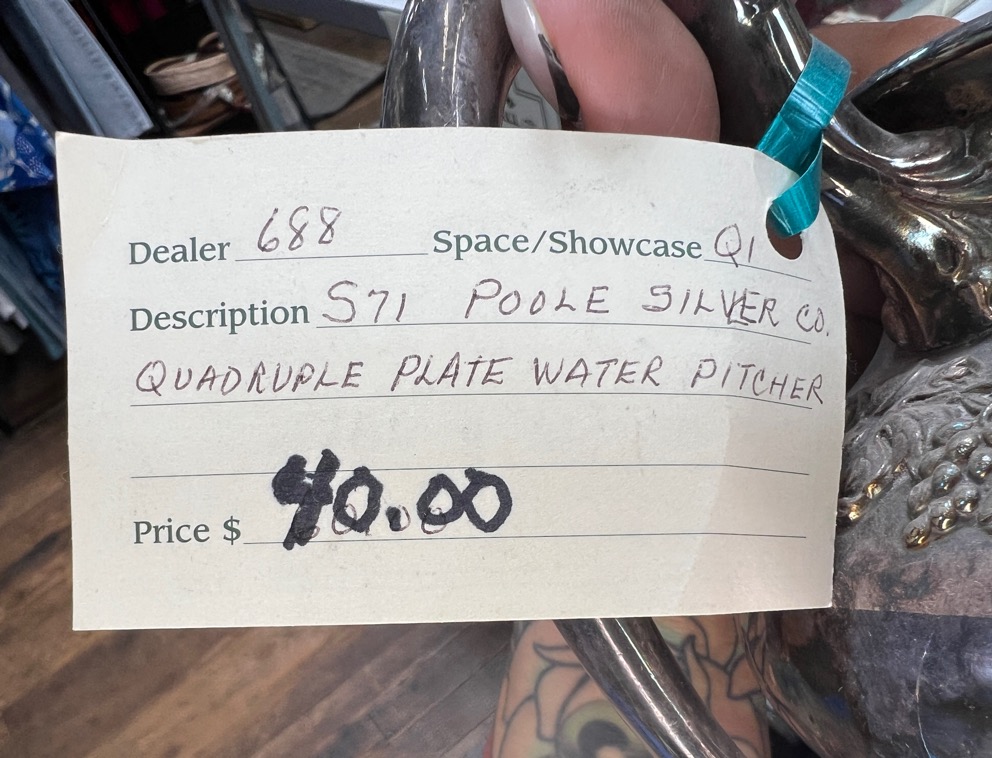 Dealer 688 Space/Showcase Q1
Description S71 POOLE SILVER CO.
QUADRUPLE PLATE WATER PITCHER
Price $ 40.00